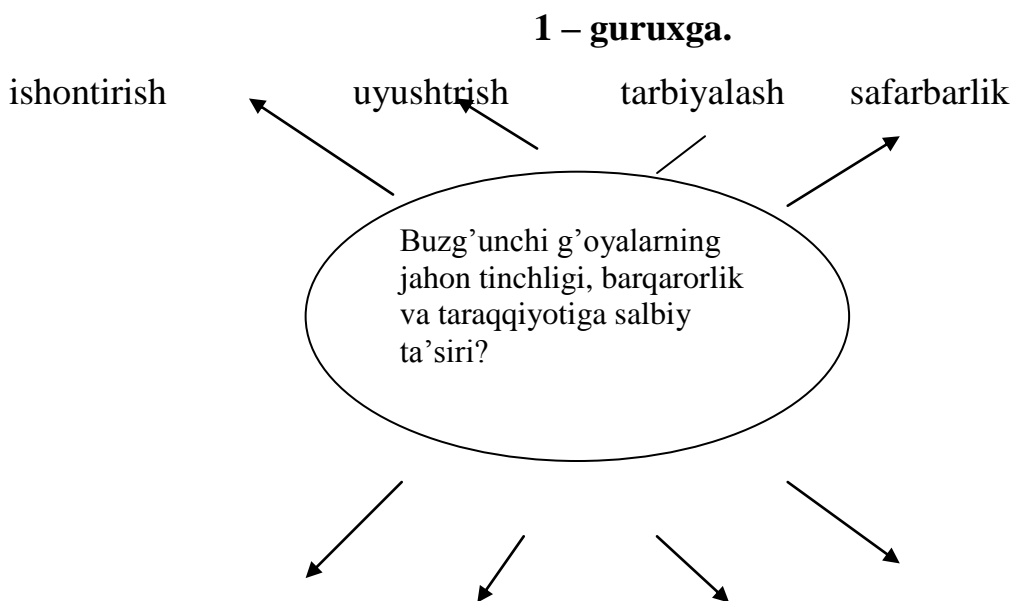 1 – guruxga.
ishontirish uyushtrish tarbiyalash safarbarlik
Buzg’unchi g’oyalarning
jahon tinchligi, barqarorlik
va taraqqiyotiga salbiy
ta’siri?